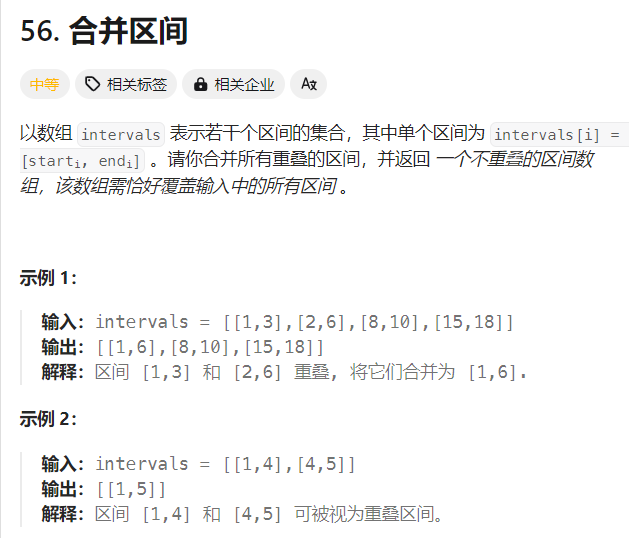 56. 合并区间
中等 相关标签 相关企业 A文
以数组 intervals 表示若干个区间的集合，其中单个区间为 intervals[i] =
[starti, endi] 。请你合并所有重叠的区间，并返回 一个不重叠的区间数
组，该数组需恰好覆盖输入中的所有区间 。
示例 1：
输入：intervals = [[1,3],[2,6],[8,10],[15,18]]
输出：[[1,6],[8,10],[15,18]]
解释：区间 [1,3] 和 [2,6] 重叠, 将它们合并为 [1,6].
示例 2：
输入：intervals = [[1,4],[4,5]]
输出：[[1,5]]
解释：区间 [1,4] 和 [4,5] 可被视为重叠区间。